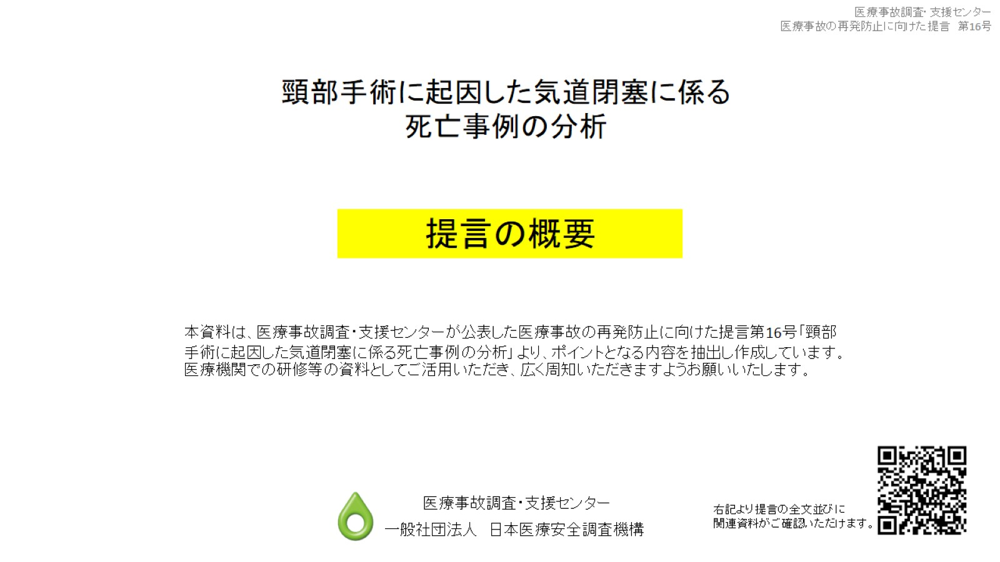 医療事故調査・支援センター
医療事故の再発防止に向けた提言　第16号
頸部手術に起因した気道閉塞に係る
死亡事例の分析
提言の概要
本資料は、医療事故調査・支援センターが公表した医療事故の再発防止に向けた提言第16号「頸部
手術に起因した気道閉塞に係る死亡事例の分析」より、ポイントとなる内容を抽出し作成しています。
医療機関での研修等の資料としてご活用いただき、広く周知いただきますようお願いいたします。
医療事故調査・支援センター
一般社団法人　日本医療安全調査機構
右記より提言の全文並びに
関連資料がご確認いただけます。